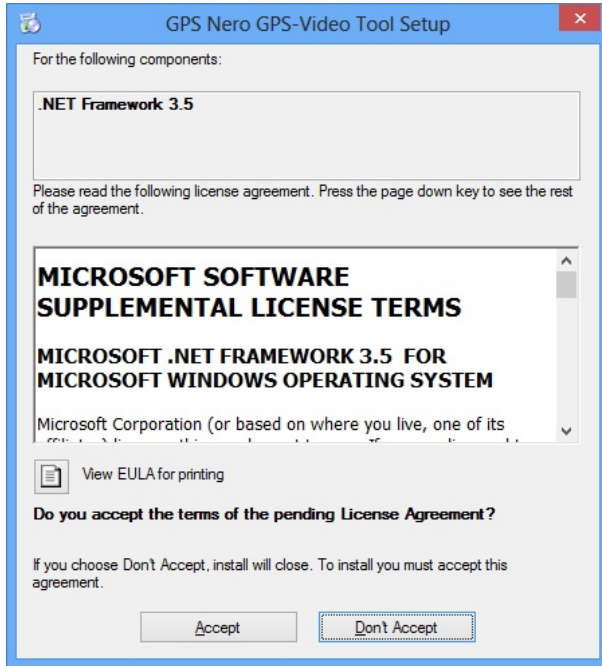 GPS Nero GPS-Video Tool Setup
For the following components:
.NET Framework 3.5
Please read the following license agreement. Press the page down key to see the rest
of the agreement.
MICROSOFT SOFTWARE
SUPPLEMENTAL LICENSE TERMS
MICROSOFT .NET FRAMEWORK 3.5 FOR
MICROSOFT WINDOWS OPERATING SYSTEM
Microsoft Corporation (or based on where you live, one of its
View EULA for printing
Do you accept the terms of the pending License Agreement?
If you choose Don't Accept, install will close. To install you must accept this
agreement.
Accept
Don't Accept